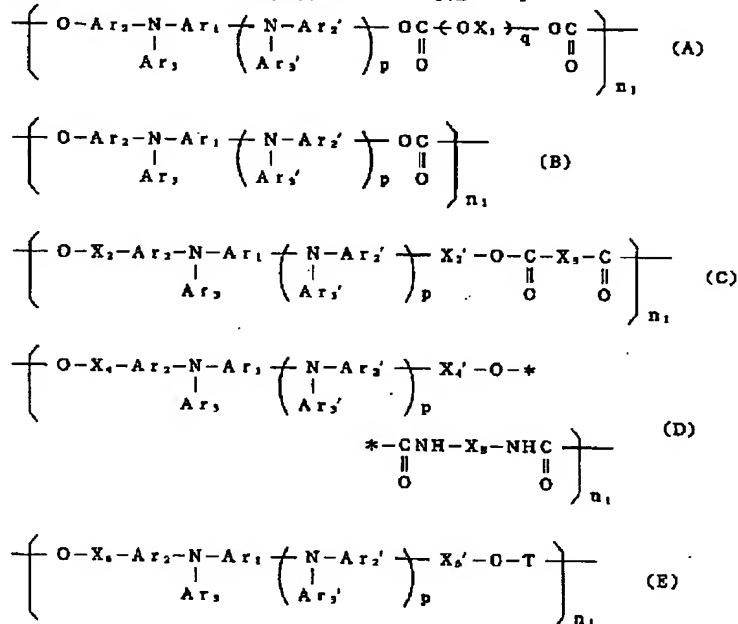 O-Ar₂-N-Ar₁ ( N-Ar₂' )p OC (OX₁)q OC n₁ (A)
Ar₃ Ar₃' O O
O-Ar₂-N-Ar₁ ( N-Ar₂' )p OC n₁ (B)
Ar₃ Ar₃' O
O-X₂-Ar₂-N-Ar₁ ( N-Ar₂' )p X₂'-O-C-X₃-C n₁ (C)
Ar₃ Ar₃' O O
O-X₄-Ar₂-N-Ar₁ ( N-Ar₂' )p X₄'-O-*
Ar₃ Ar₃'
*-CNH-X₅-NHC n₁ (D)
O O
O-X₆-Ar₂-N-Ar₁ ( N-Ar₂' )p X₆'-O-T n₁ (E)
Ar₃ Ar₃'